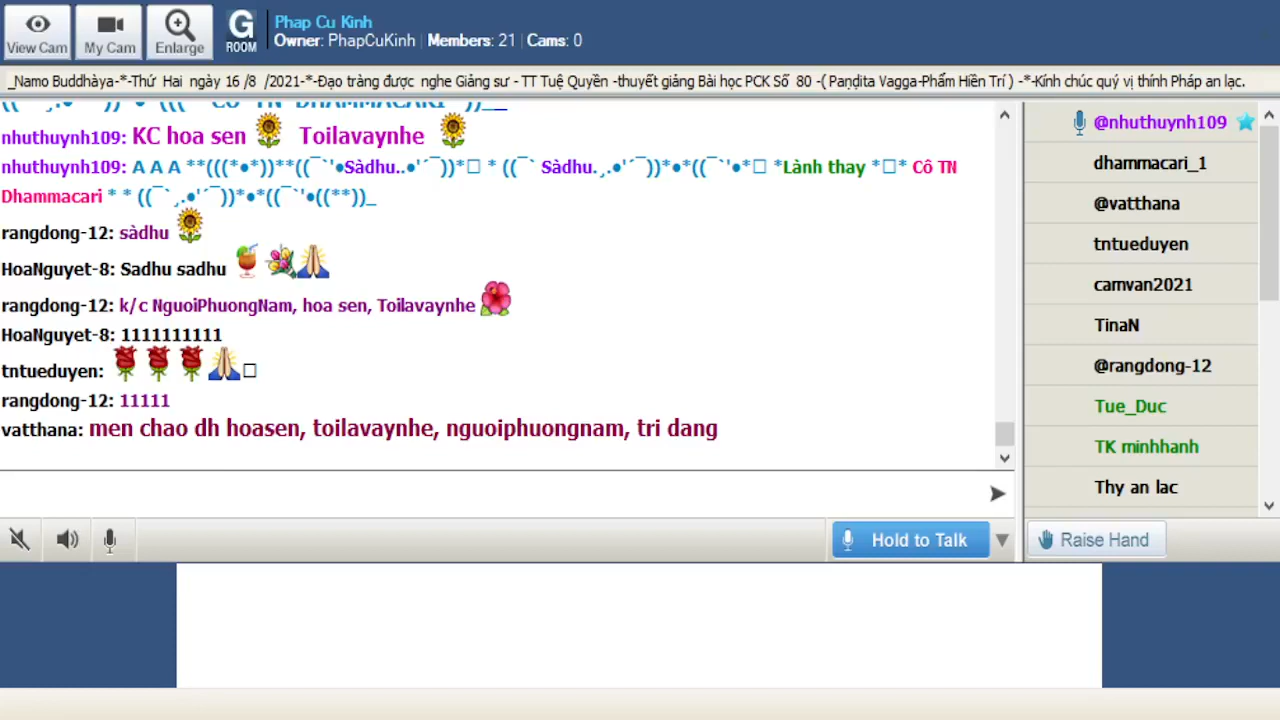 Phap Cu Kinh
View Cam My Cam Enlarge G ROOM Owner: PhapCuKinh Members: 21 Cams: 0
_Namo Buddhàya-*-Thứ Hai ngày 16 /8 /2021-*-Đạo tràng được nghe Giảng sư - TT Tuệ Quyền -thuyết giảng Bài học PCK Số 80 -( Paṇḍita Vagga-Phẩm Hiền Trí ) -*-Kính chúc quý vị thính Pháp an lạc.
nhuthuynh109: KC hoa sen Toilavaynhe
nhuthuynh109: A A A **(((*•*))**((¯`'•Sàdhu..•'´¯))*□ * ((¯` Sàdhu.¸.•'´¯))*•*((¯`'•*□ *Lành thay *□* Cô TN
Dhammacari * * ((¯`¸.•'´¯))*•*((¯`'•((**))_
rangdong-12: sàdhu
HoaNguyet-8: Sadhu sadhu
rangdong-12: k/c NguoiPhuongNam, hoa sen, Toilavaynhe
HoaNguyet-8: 1111111111
tntueduyen:
rangdong-12: 11111
vatthana: men chao dh hoasen, toilavaynhe, nguoiphuongnam, tri dang
@nhuthuynh109
dhammacari_1
@vatthana
tntueduyen
camvan2021
TinaN
@rangdong-12
Tue_Duc
TK minhhanh
Thy an lac
Hold to Talk
Raise Hand